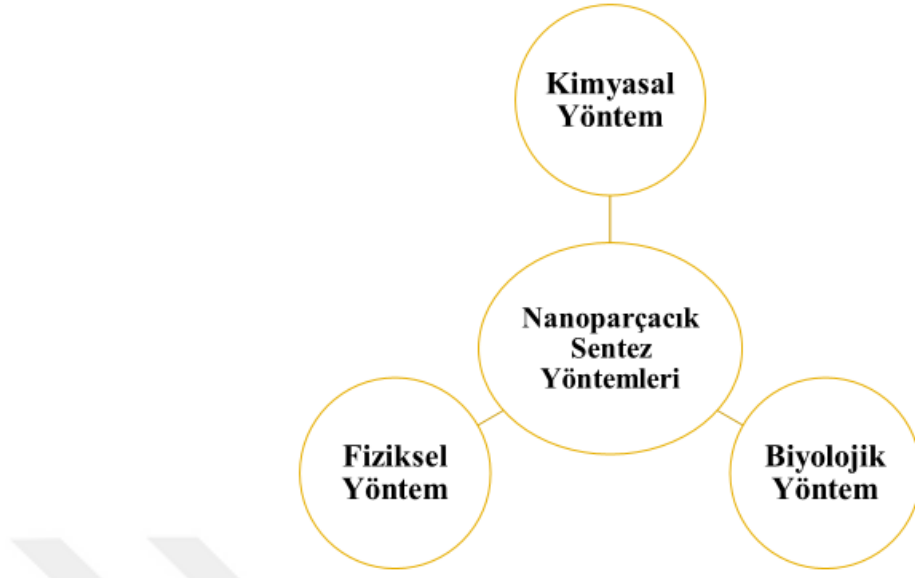 Kimyasal
Yöntem
Nanoparçacık
Sentez
Yöntemleri
Fiziksel
Yöntem
Biyolojik
Yöntem